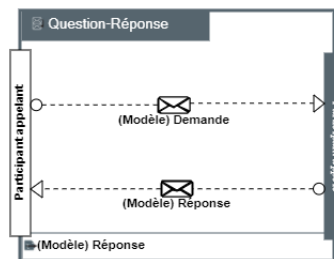 Question-Réponse
Participant appelant
(Modèle) Demande
(Modèle) Réponse
(Modèle) Réponse